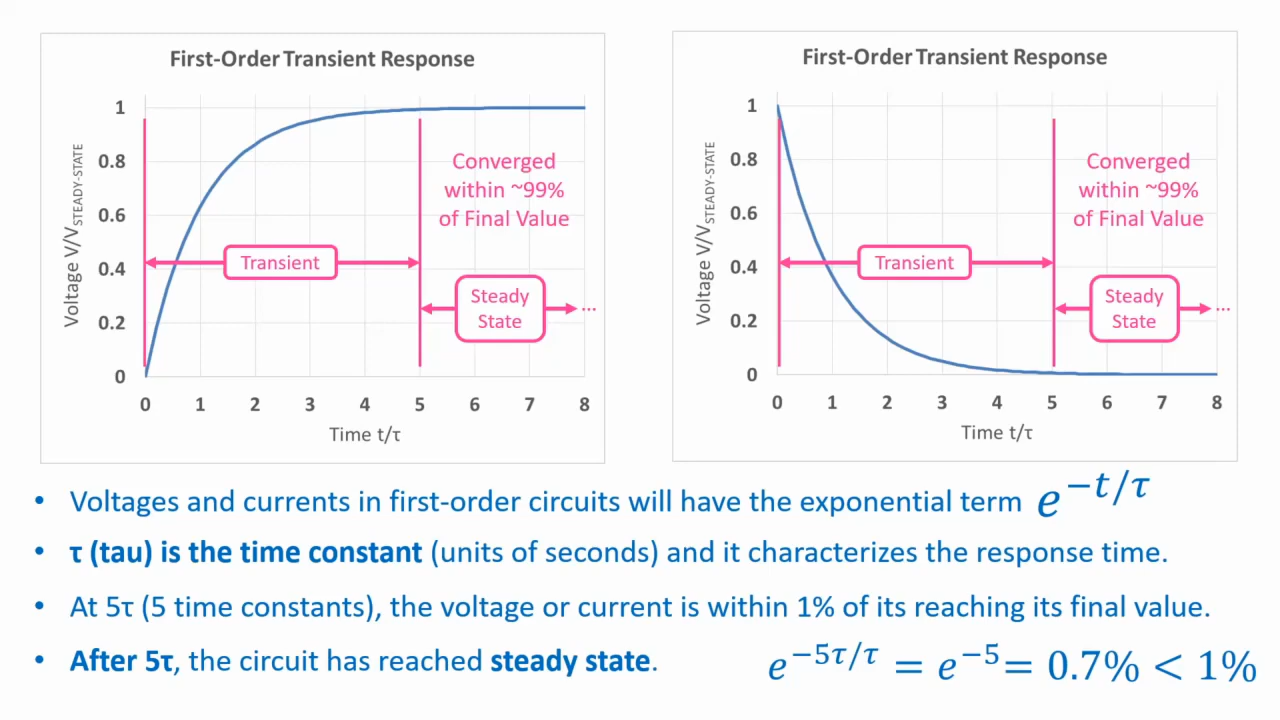 First-Order Transient Response
Voltage V/V_STEADY-STATE
1
0.8
0.6
0.4
0.2
0
Converged
within ~99%
of Final Value
Transient
Steady
State
...
0 1 2 3 4 5 6 7 8
Time t/τ
First-Order Transient Response
Voltage V/V_STEADY-STATE
1
0.8
0.6
0.4
0.2
0
Converged
within ~99%
of Final Value
Transient
Steady
State
...
0 1 2 3 4 5 6 7 8
Time t/τ
• Voltages and currents in first-order circuits will have the exponential term e^{-t/τ}
• τ (tau) is the time constant (units of seconds) and it characterizes the response time.
• At 5τ (5 time constants), the voltage or current is within 1% of its reaching its final value.
• After 5τ, the circuit has reached steady state. e^{-5τ/τ} = e^{-5} = 0.7% < 1%